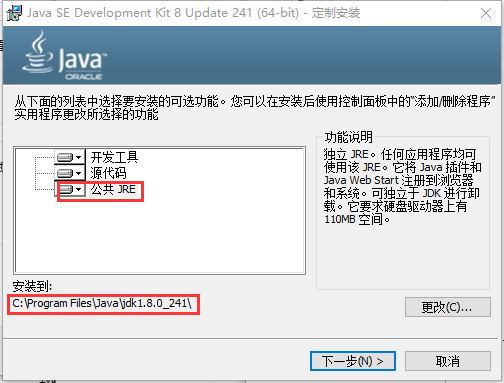 Java SE Development Kit 8 Update 241 (64-bit) - 定制安装
Java
ORACLE
从下面的列表中选择要安装的可选功能。您可以在安装后使用控制面板中的“添加/删除程序”
实用程序更改所选择的功能
开发工具
源代码
公共 JRE
功能说明
独立 JRE。任何应用程序均可
使用该 JRE。它将 Java 插件和
Java Web Start 注册到浏览器
和系统。可独立于 JDK 进行卸
载。它要求硬盘驱动器上有
110MB 空间。
安装到:
C:\Program Files\Java\jdk1.8.0_241\
更改(C)...
下一步(N) >
取消